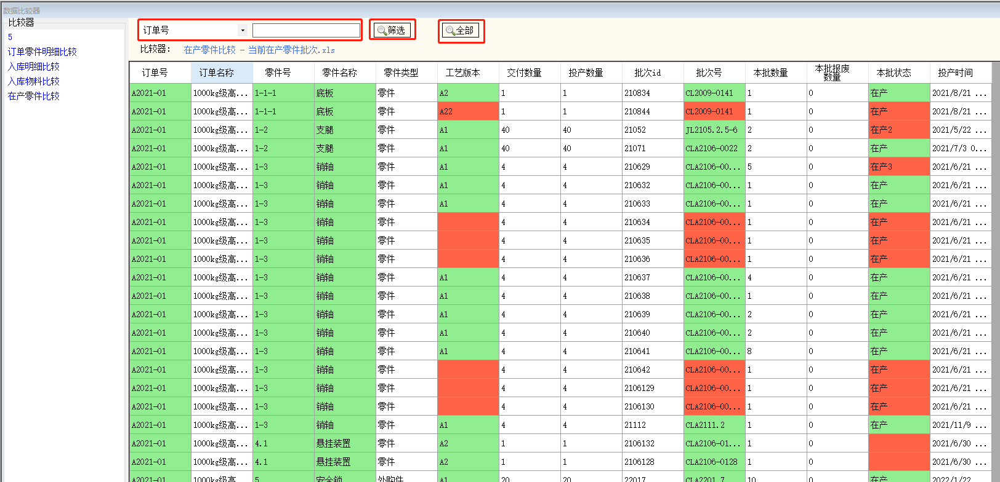 数据比较器
比较器
5
订单零件明细比较
入库明细比较
入库物料比较
在产零件比较
订单号 筛选 全部
比较器: 在产零件比较 - 当前在产零件批次.xls
订单号 订单名称 零件号 零件名称 零件类型 工艺版本 交付数量 投产数量 批次id 批次号 本批数量 本批报废数量 本批状态 投产时间
A2021-01 1000kg级高... 1-1-1 底板 零件 A2 1 1 210834 CL2009-0141 1 0 在产 2021/8/21 ...
A2021-01 1000kg级高... 1-1-1 底板 零件 A22 1 1 210844 CL2009-0141 1 0 在产 2021/8/21 ...
A2021-01 1000kg级高... 1-2 支腿 零件 A1 40 40 21052 JL2105.2.5-6 2 0 在产2 2021/5/22 ...
A2021-01 1000kg级高... 1-2 支腿 零件 A1 40 40 21071 CLA2106-0022 2 0 在产 2021/7/3 0...
A2021-01 1000kg级高... 1-3 销轴 零件 A1 4 4 210629 CLA2106-00... 5 0 在产3 2021/6/21 ...
A2021-01 1000kg级高... 1-3 销轴 零件 A1 4 4 210632 CLA2106-00... 1 0 在产 2021/6/21 ...
A2021-01 1000kg级高... 1-3 销轴 零件 A1 4 4 210633 CLA2106-00... 1 0 在产 2021/6/21 ...
A2021-01 1000kg级高... 1-3 销轴 零件 4 4 210634 CLA2106-00... 1 0 在产 2021/6/21 ...
A2021-01 1000kg级高... 1-3 销轴 零件 4 4 210635 CLA2106-00... 1 0 在产 2021/6/21 ...
A2021-01 1000kg级高... 1-3 销轴 零件 4 4 210636 CLA2106-00... 1 0 在产 2021/6/21 ...
A2021-01 1000kg级高... 1-3 销轴 零件 A1 4 4 210637 CLA2106-00... 4 0 在产 2021/6/21 ...
A2021-01 1000kg级高... 1-3 销轴 零件 A1 4 4 210638 CLA2106-00... 1 0 在产 2021/6/21 ...
A2021-01 1000kg级高... 1-3 销轴 零件 A1 4 4 210639 CLA2106-00... 2 0 在产 2021/6/21 ...
A2021-01 1000kg级高... 1-3 销轴 零件 A1 4 4 210640 CLA2106-00... 2 0 在产 2021/6/21 ...
A2021-01 1000kg级高... 1-3 销轴 零件 A1 4 4 210641 CLA2106-00... 8 0 在产 2021/6/21 ...
A2021-01 1000kg级高... 1-3 销轴 零件 4 4 210642 CLA2106-00... 1 0 在产 2021/6/21 ...
A2021-01 1000kg级高... 1-3 销轴 零件 4 4 2106129 CLA2106-00... 1 0 在产 2021/6/21 ...
A2021-01 1000kg级高... 1-3 销轴 零件 4 4 2106130 CLA2106-00... 1 0 在产 2021/6/21 ...
A2021-01 1000kg级高... 1-3 销轴 零件 A1 4 4 21112 CLA2111.2 1 0 在产 2021/11/9 ...
A2021-01 1000kg级高... 4.1 悬挂装置 零件 A2 1 1 2106132 CLA2106-01... 1 0 2021/6/30 ...
A2021-01 1000kg级高... 4.1 悬挂装置 零件 A2 1 1 2106128 CLA2106-0128 1 0 2021/6/30 ...
A2021-01 1000kg级高... 5 安全锁 外购件 A1 20 20 22017 CLA2201.7 10 0 在产 2022/1/22 ...